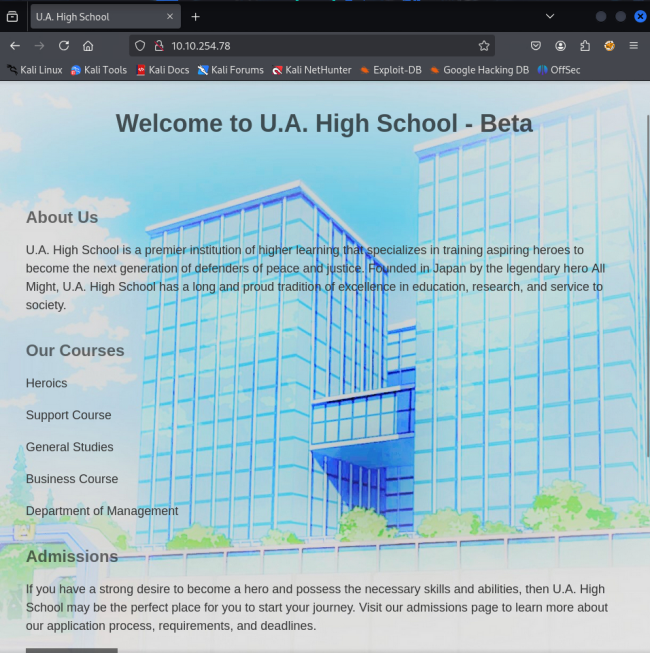 U.A. High School
10.10.254.78
Kali Linux Kali Tools Kali Docs Kali Forums Kali NetHunter Exploit-DB Google Hacking DB OffSec
Welcome to U.A. High School - Beta
About Us
U.A. High School is a premier institution of higher learning that specializes in training aspiring heroes to
become the next generation of defenders of peace and justice. Founded in Japan by the legendary hero All
Might, U.A. High School has a long and proud tradition of excellence in education, research, and service to
society.
Our Courses
Heroics
Support Course
General Studies
Business Course
Department of Management
Admissions
If you have a strong desire to become a hero and possess the necessary skills and abilities, then U.A. High
School may be the perfect place for you to start your journey. Visit our admissions page to learn more about
our application process, requirements, and deadlines.